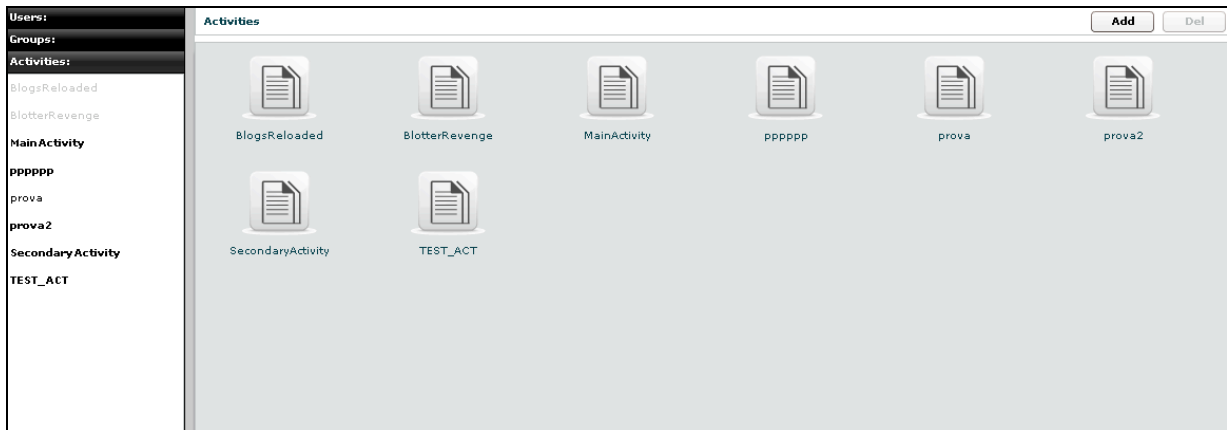 Users:
Groups:
Activities:
BlogsReloaded
BlotterRevenge
MainActivity
pppppp
prova
prova2
SecondaryActivity
TEST_ACT
Activities
Add Del
BlogsReloaded BlotterRevenge MainActivity pppppp prova prova2
SecondaryActivity TEST_ACT